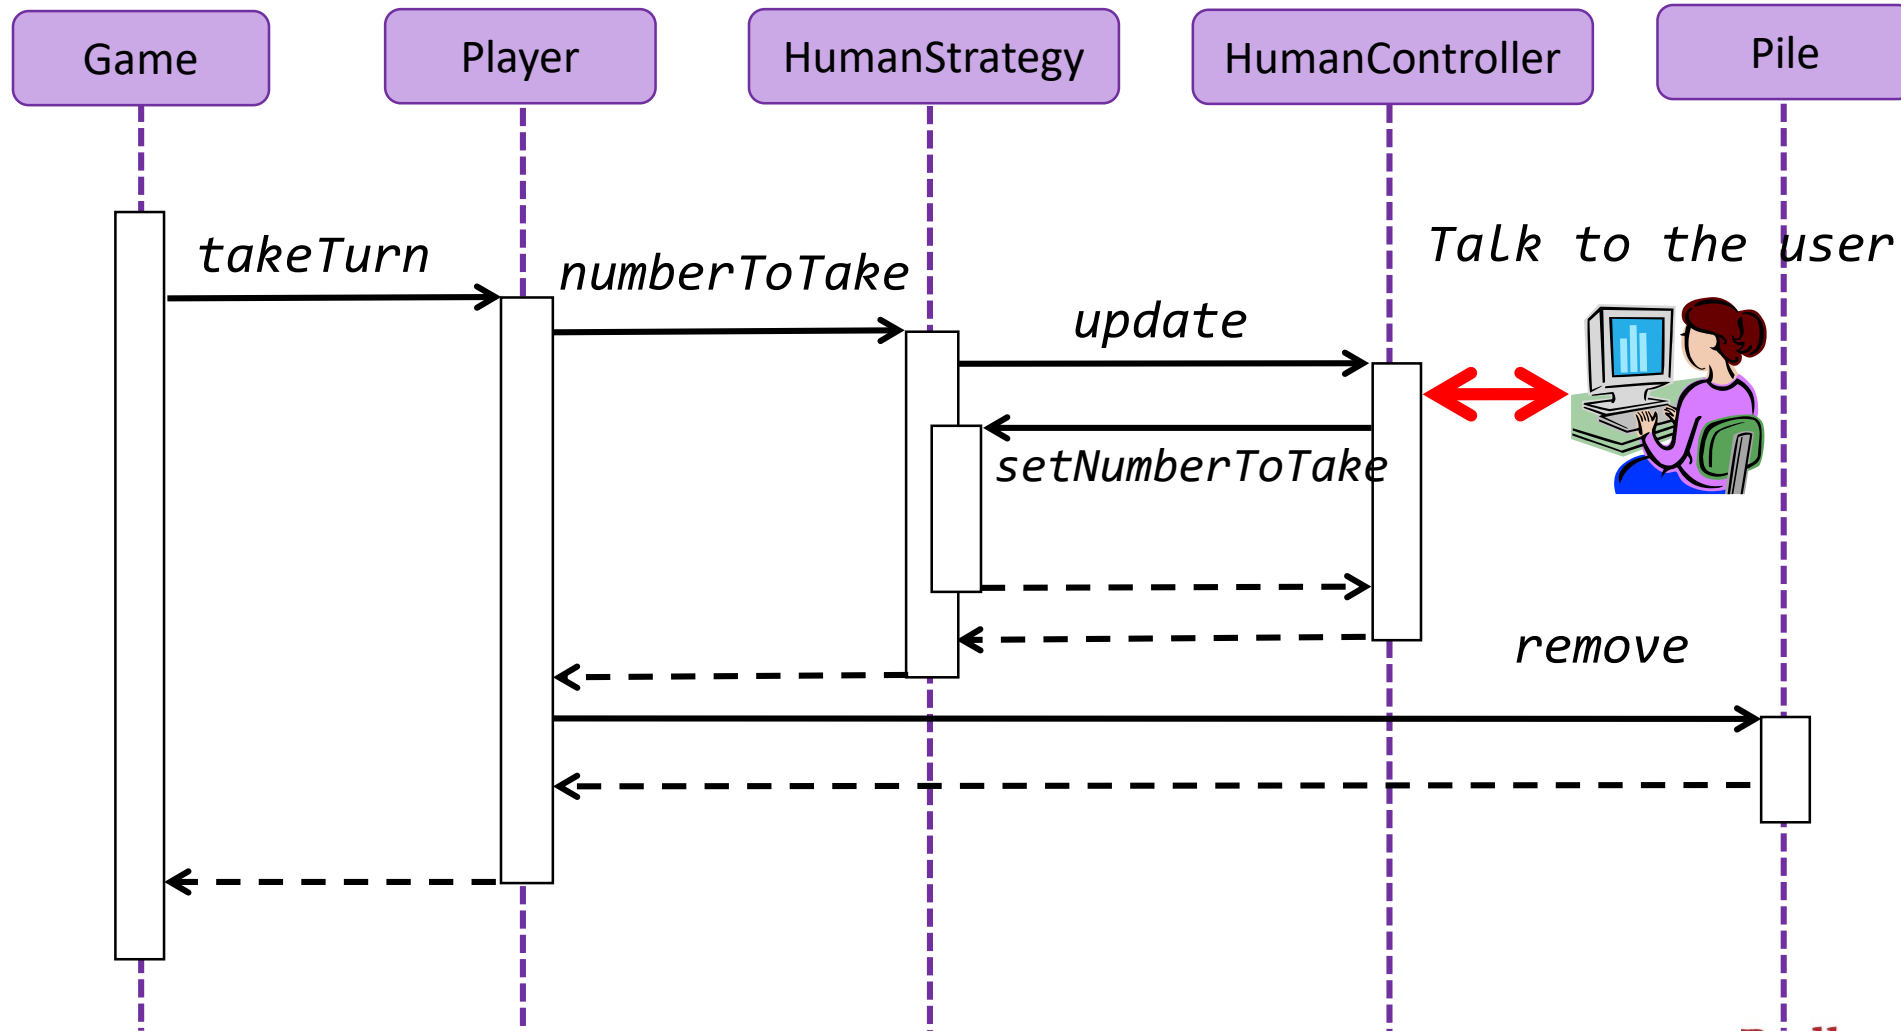 Game
Player
HumanStrategy
HumanController
Pile
takeTurn
numberToTake
update
Talk to the user
setNumberToTake
remove